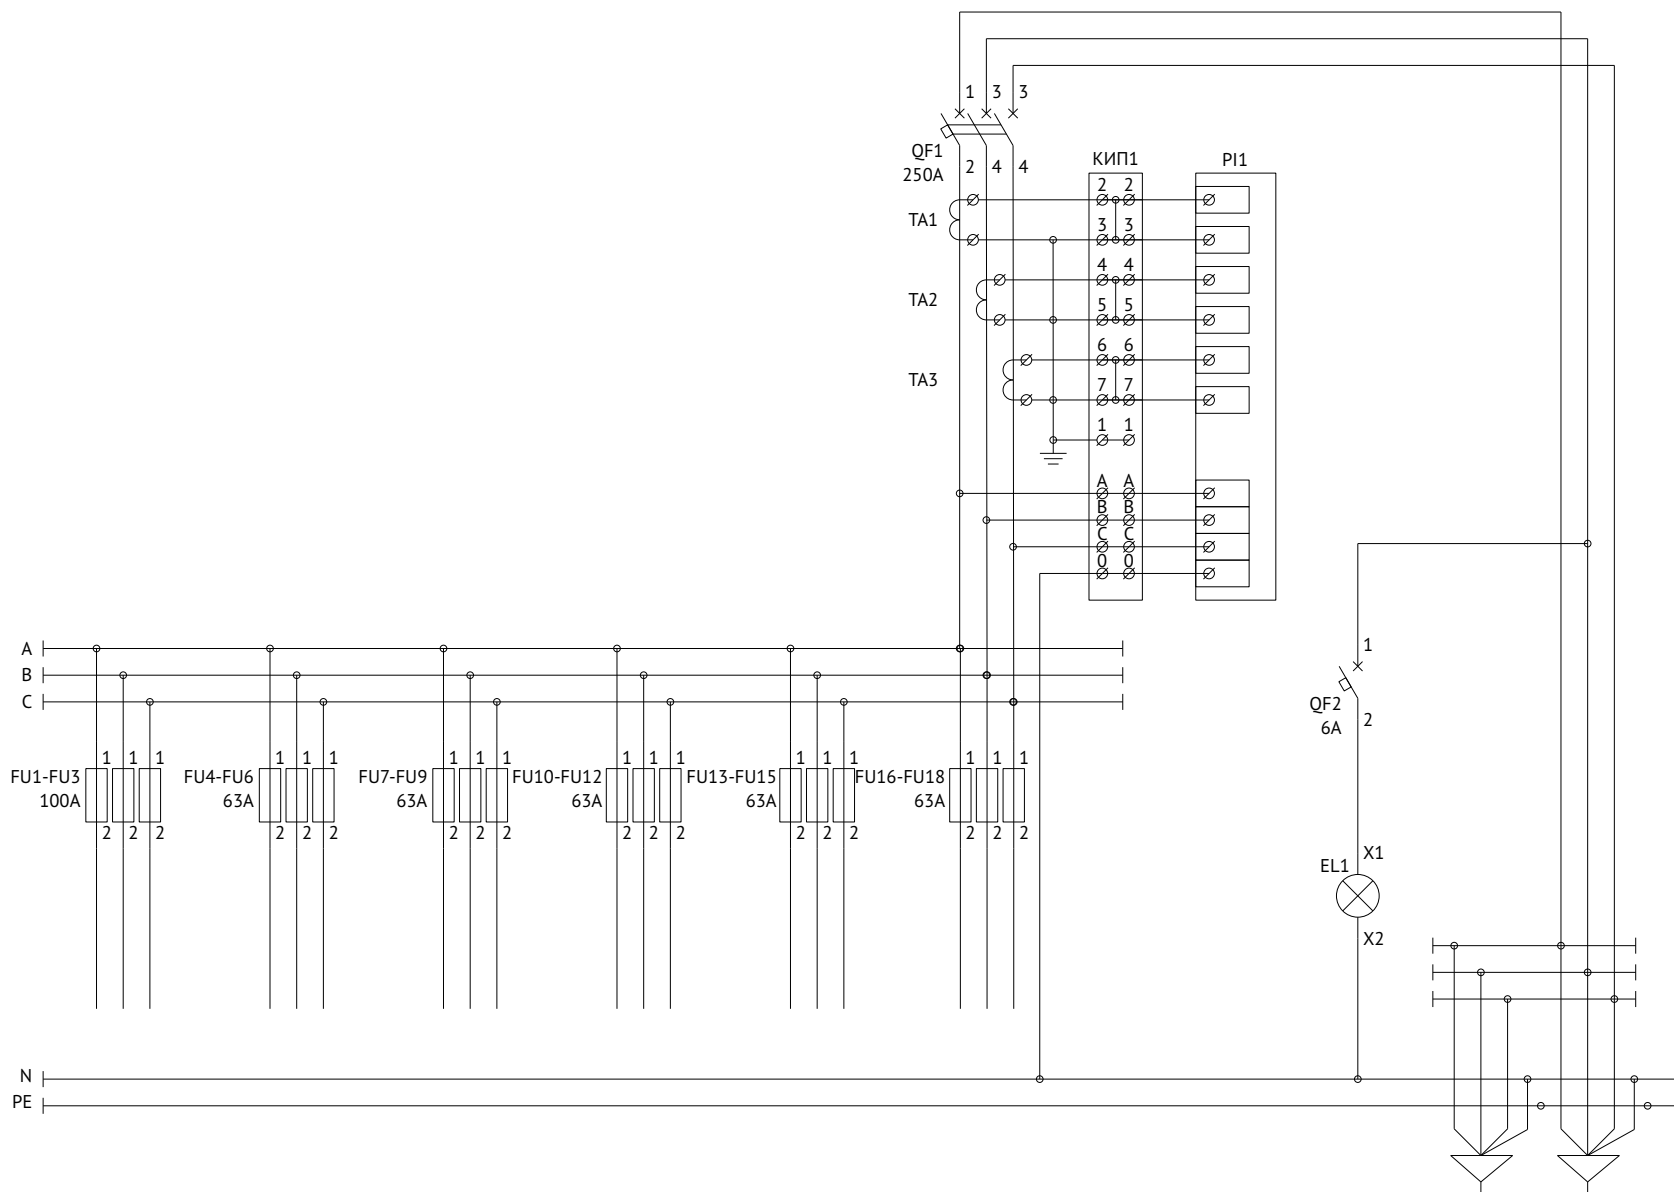 1 3 3
QF1
250A
2 4 4
КИП1
PI1
2 2
TA1
3 3
4 4
TA2
5 5
6 6
TA3
7 7
1 1
A A
B B
C C
0 0
A
B
C
1
QF2
6A
2
1 1 1
FU1-FU3
100A
2 2 2
1 1 1
FU4-FU6
63A
2 2 2
1 1 1
FU7-FU9
63A
2 2 2
1 1 1
FU10-FU12
63A
2 2 2
1 1 1
FU13-FU15
63A
2 2 2
1 1 1
FU16-FU18
63A
2 2 2
X1
EL1
X2
N
PE